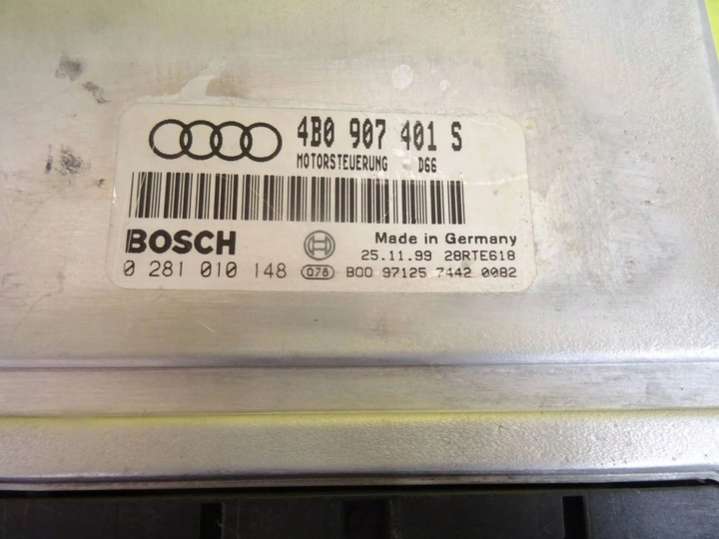 4B0 907 401 S
MOTORSTEUERUNG D66
BOSCH
Made in Germany
25.11.99 28RTE618
0 281 010 148 Q76 B00 97125 7442 0082